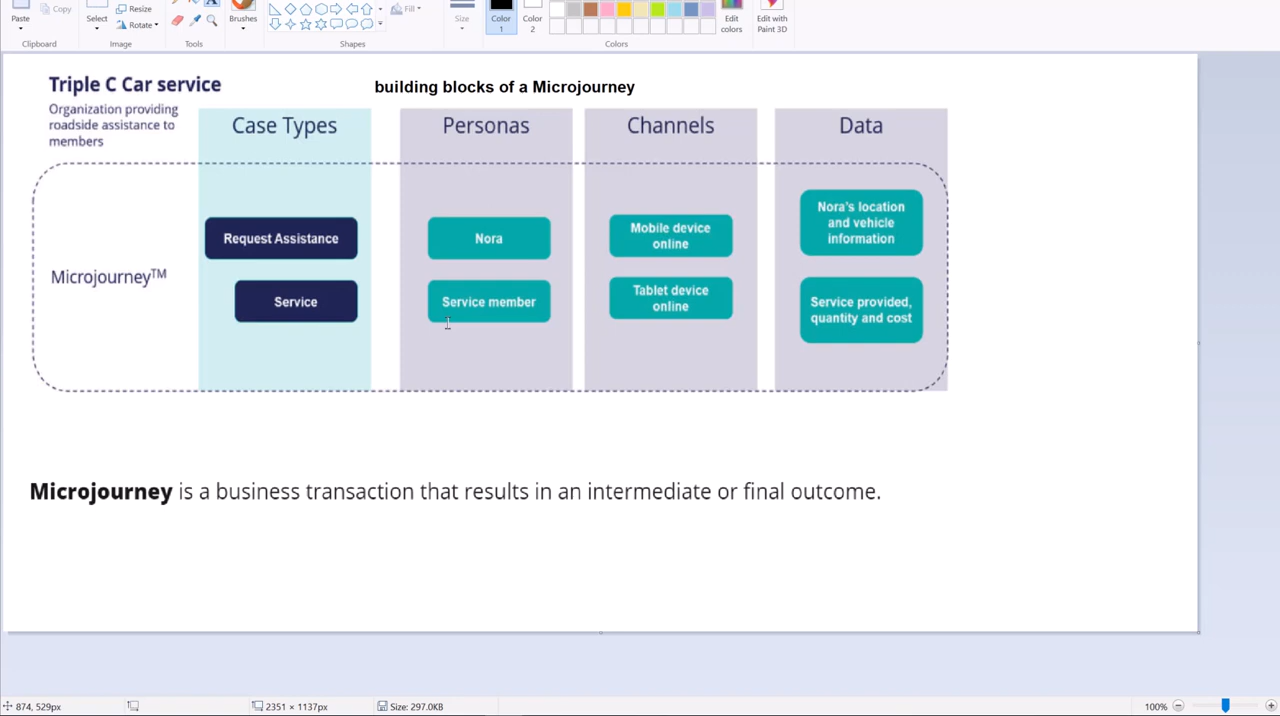 Paste
Copy
Select
Resize
Rotate
Brushes
Fill
Size
Color
1
Color
2
Edit
colors
Edit with
Paint 3D
Clipboard
Image
Tools
Shapes
Colors
Triple C Car service
building blocks of a Microjourney
Organization providing
roadside assistance to
members
Case Types
Personas
Channels
Data
Microjourney™
Request Assistance
Service
Nora
Service member
Mobile device
online
Tablet device
online
Nora's location
and vehicle
information
Service provided,
quantity and cost
Microjourney is a business transaction that results in an intermediate or final outcome.
874, 529px
2351 × 1137px
Size: 297.0KB
100%